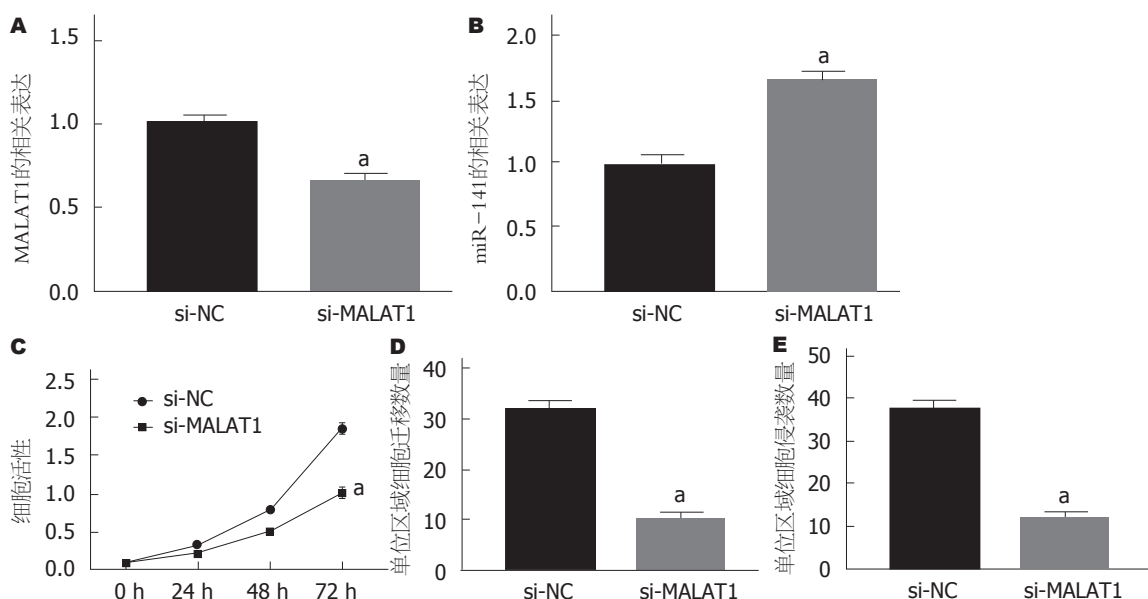 A
MALAT1的相关表达
1.5
1.0
0.5
0.0
a
si-NC
si-MALAT1
B
miR-141的相关表达
2.0
1.5
1.0
0.5
0.0
a
si-NC
si-MALAT1
C
细胞活性
2.5
2.0
1.5
1.0
0.5
0.0
si-NC
si-MALAT1
a
0 h
24 h
48 h
72 h
D
单位区域细胞迁移数量
40
30
20
10
0
a
si-NC
si-MALAT1
E
单位区域细胞侵袭数量
50
40
30
20
10
0
a
si-NC
si-MALAT1